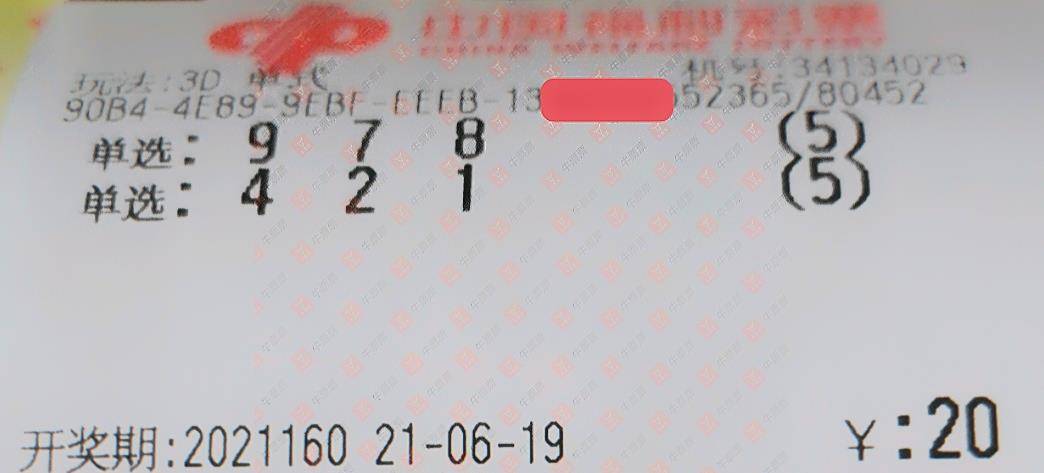 中国福利彩票
CHINA WELFARE LOTTERY
玩法:3D 单式 机号:34134029
90B4-4E89-9EBF-EEEB-13 52365/80452
单选: 9 7 8 (5)
单选: 4 2 1 (5)
开奖期:2021160 21-06-19 ¥:20